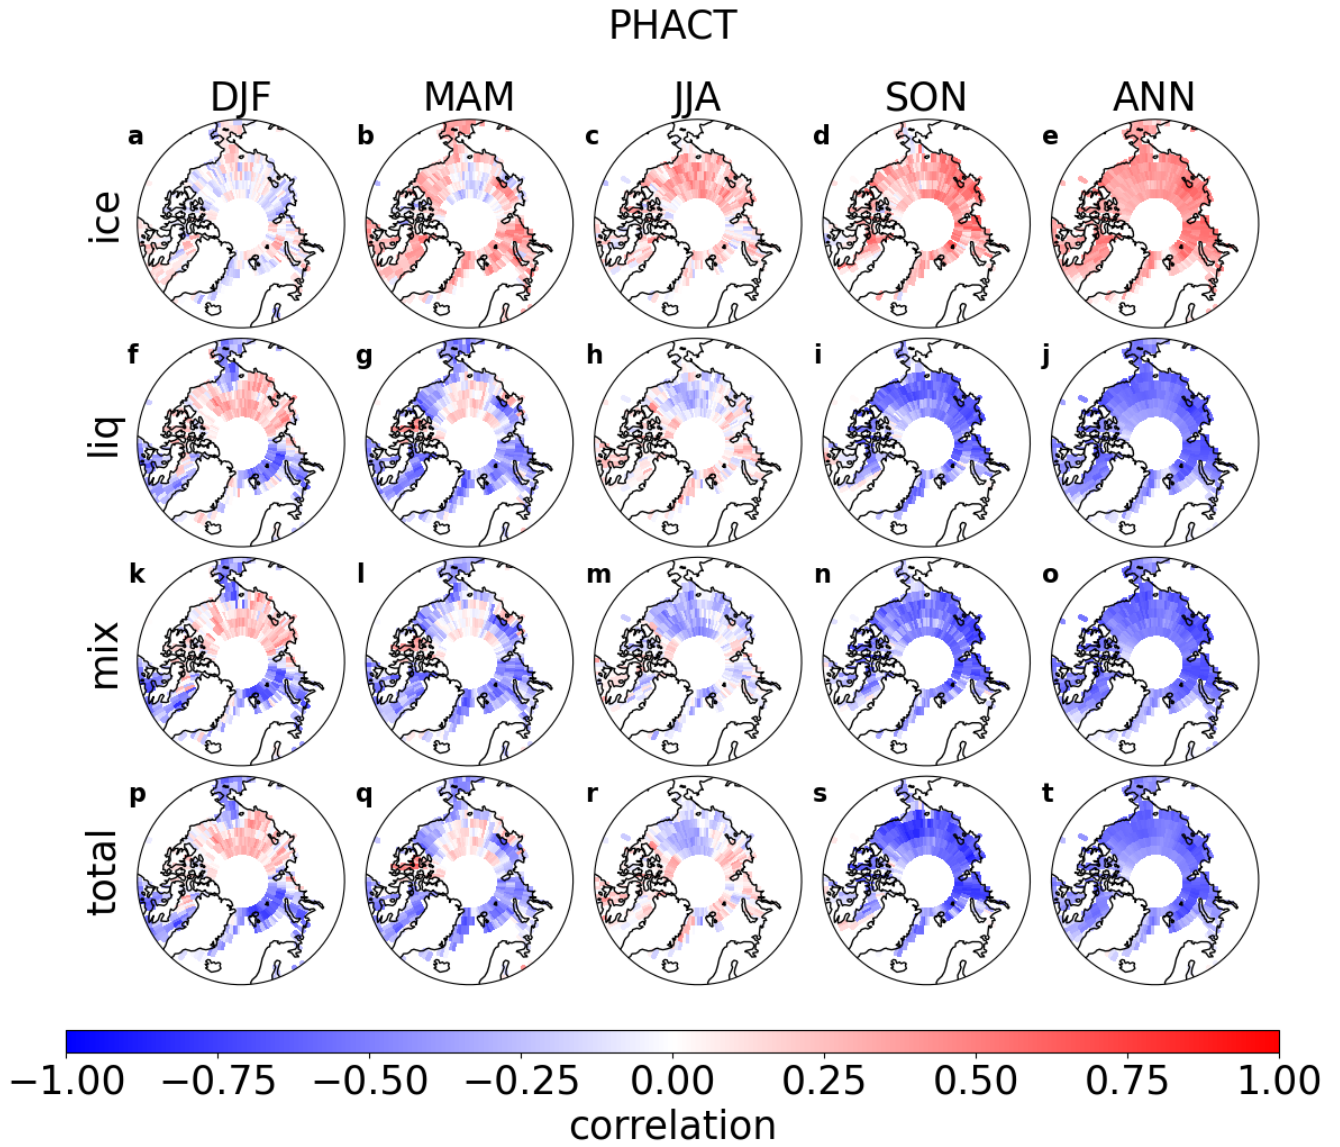 PHACT
DJF MAM JJA SON ANN
a b c d e
ice
f g h i j
liq
k l m n o
mix
p q r s t
total
−1.00 −0.75 −0.50 −0.25 0.00 0.25 0.50 0.75 1.00
correlation